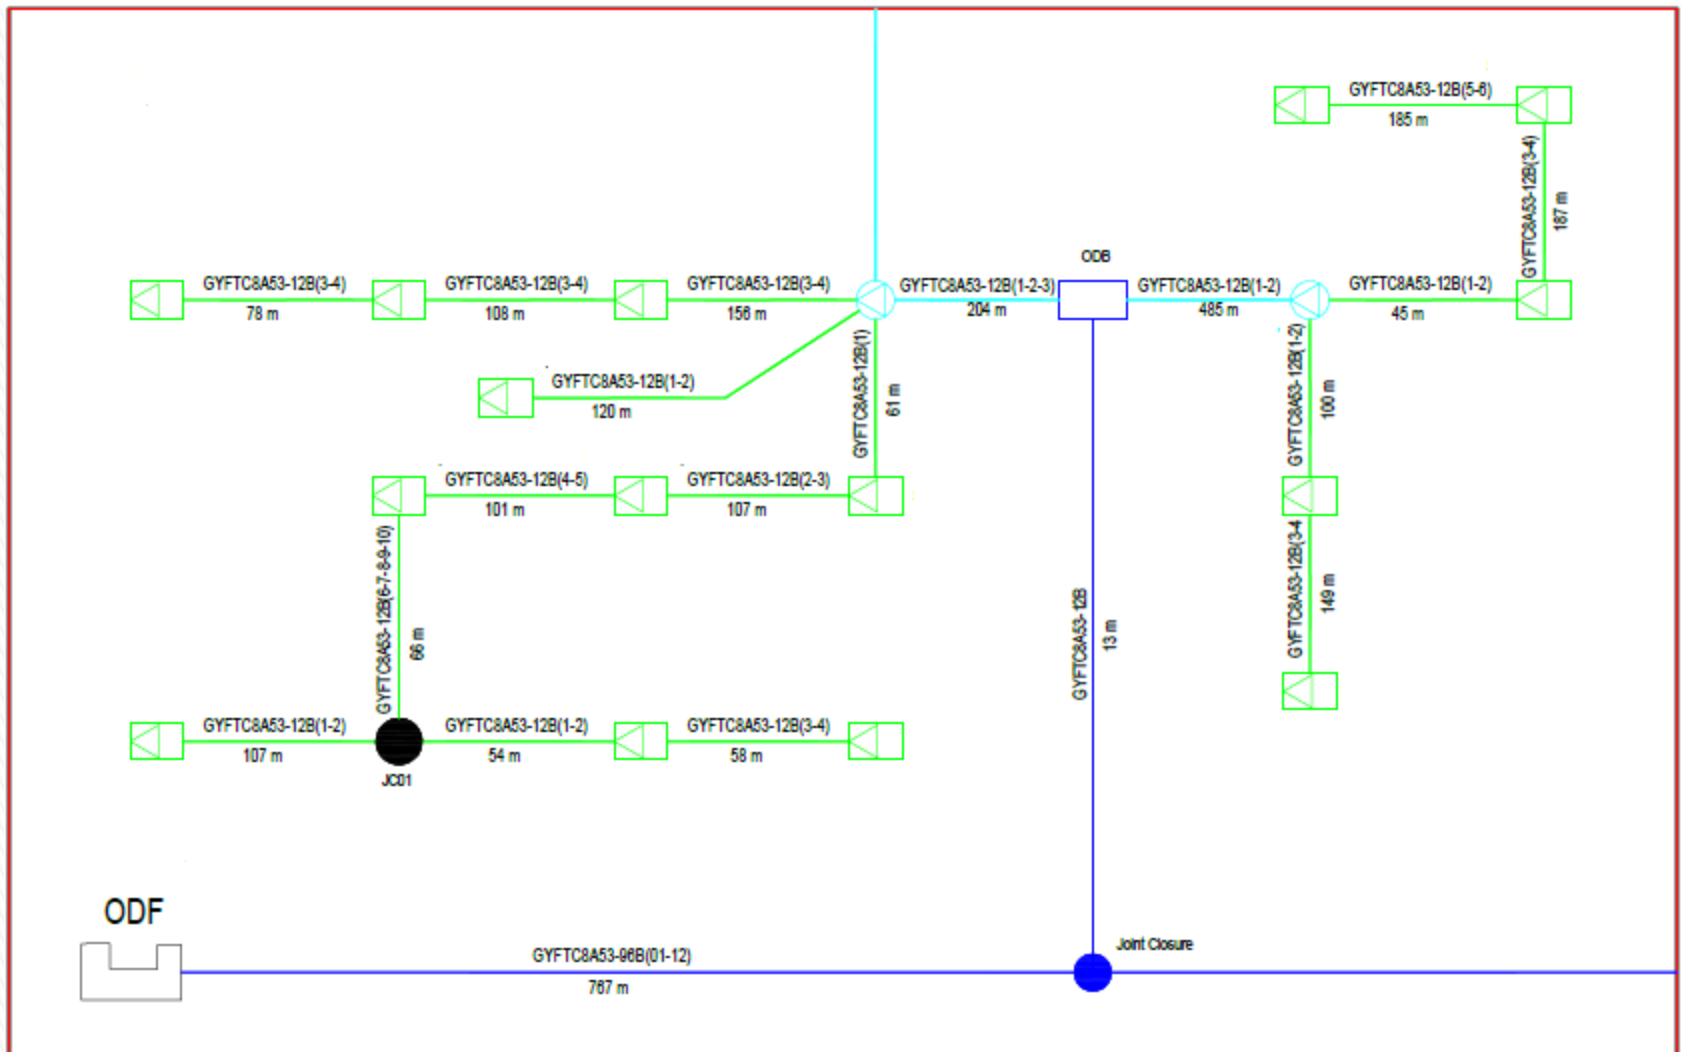 GYFTC8A53-12B(5-6)
185 m
GYFTC8A53-12B(3-4)
187 m
ODB
GYFTC8A53-12B(3-4)
78 m
GYFTC8A53-12B(3-4)
108 m
GYFTC8A53-12B(3-4)
156 m
GYFTC8A53-12B(1-2-3)
204 m
GYFTC8A53-12B(1-2)
485 m
GYFTC8A53-12B(1-2)
45 m
GYFTC8A53-12B(1-2)
120 m
GYFTC8A53-12B(1)
61 m
GYFTC8A53-12B(1-2)
100 m
GYFTC8A53-12B(4-5)
101 m
GYFTC8A53-12B(2-3)
107 m
GYFTC8A53-12B(6-7-8-9-10)
66 m
GYFTC8A53-12B(3-4
149 m
GYFTC8A53-12B
13 m
GYFTC8A53-12B(1-2)
107 m
JC01
GYFTC8A53-12B(1-2)
54 m
GYFTC8A53-12B(3-4)
58 m
ODF
GYFTC8A53-96B(01-12)
767 m
Joint Closure